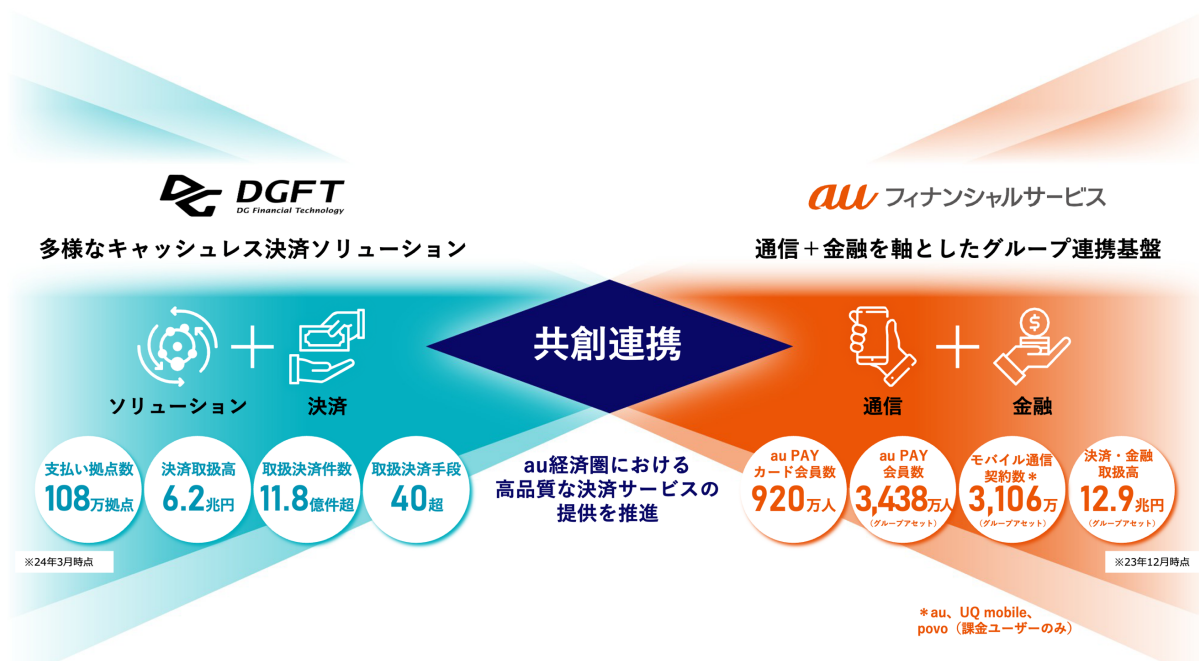 DGFT
DG Financial Technology
多様なキャッシュレス決済ソリューション
ソリューション
決済
支払い拠点数
108万拠点
決済取扱高
6.2兆円
取扱決済件数
11.8億件超
取扱決済手段
40超
※24年3月時点
共創連携
au経済圏における
高品質な決済サービスの
提供を推進
au フィナンシャルサービス
通信+金融を軸としたグループ連携基盤
通信
金融
au PAY
カード会員数
920万人
au PAY
会員数
3,438万人
(グループアセット)
モバイル通信
契約数*
3,106万
(グループアセット)
決済・金融
取扱高
12.9兆円
(グループアセット)
※23年12月時点
*au、UQ mobile、
povo(課金ユーザーのみ)